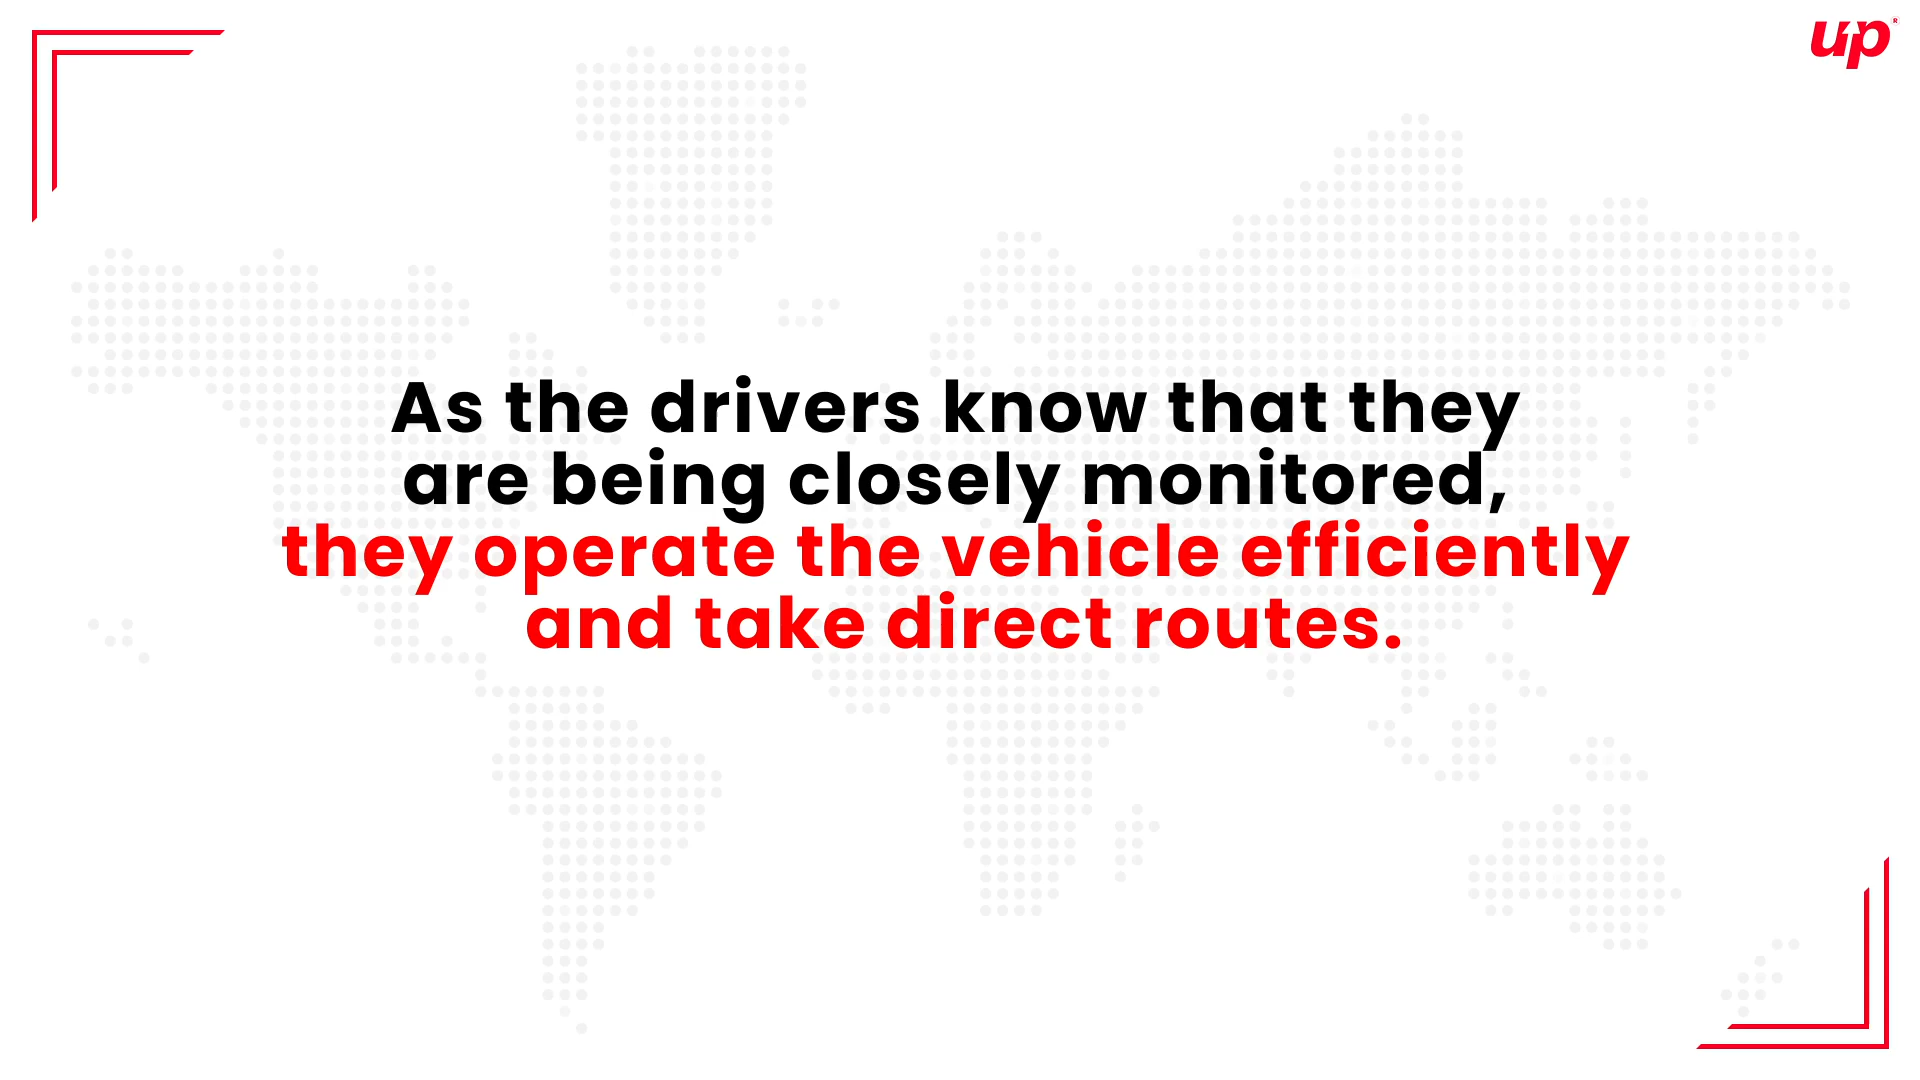 up®
As the drivers know that they
are being closely monitored,
they operate the vehicle efficiently
and take direct routes.